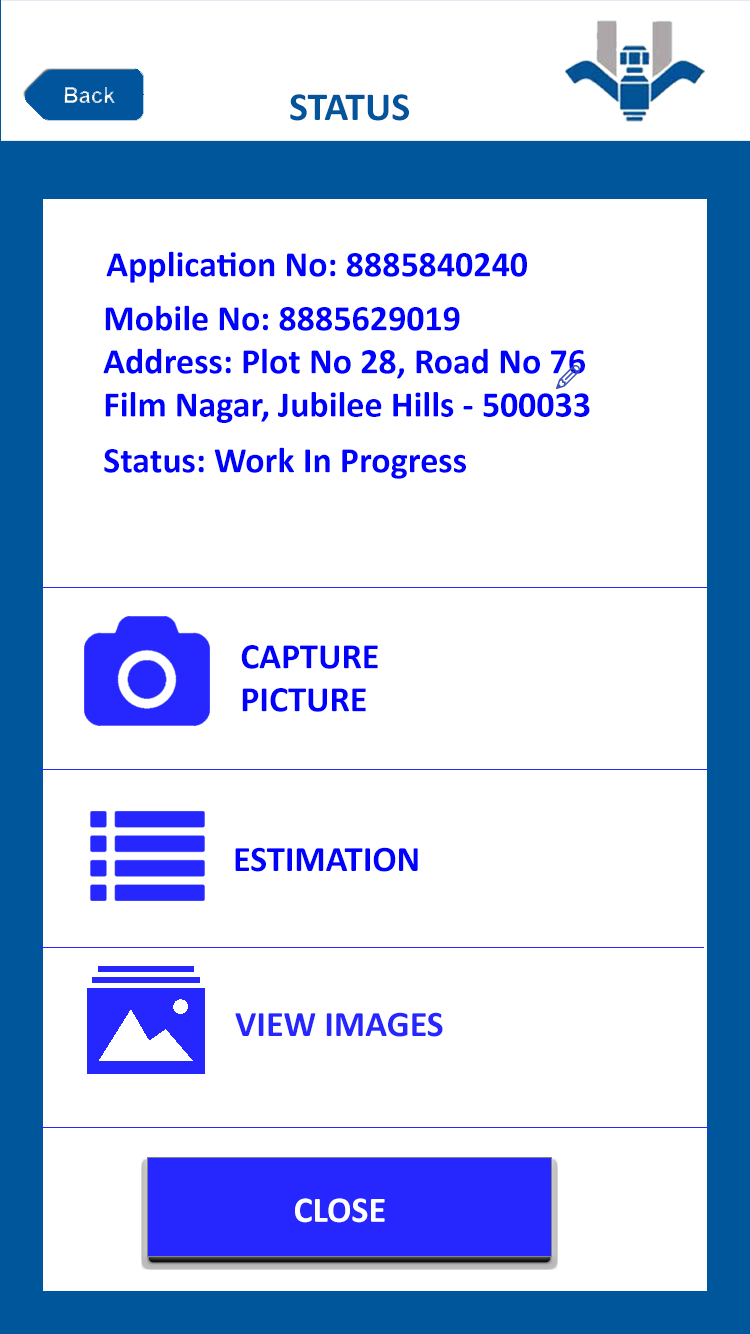 Back
STATUS
Application No: 8885840240
Mobile No: 8885629019
Address: Plot No 28, Road No 76
Film Nagar, Jubilee Hills - 500033
Status: Work In Progress
CAPTURE
PICTURE
ESTIMATION
VIEW IMAGES
CLOSE